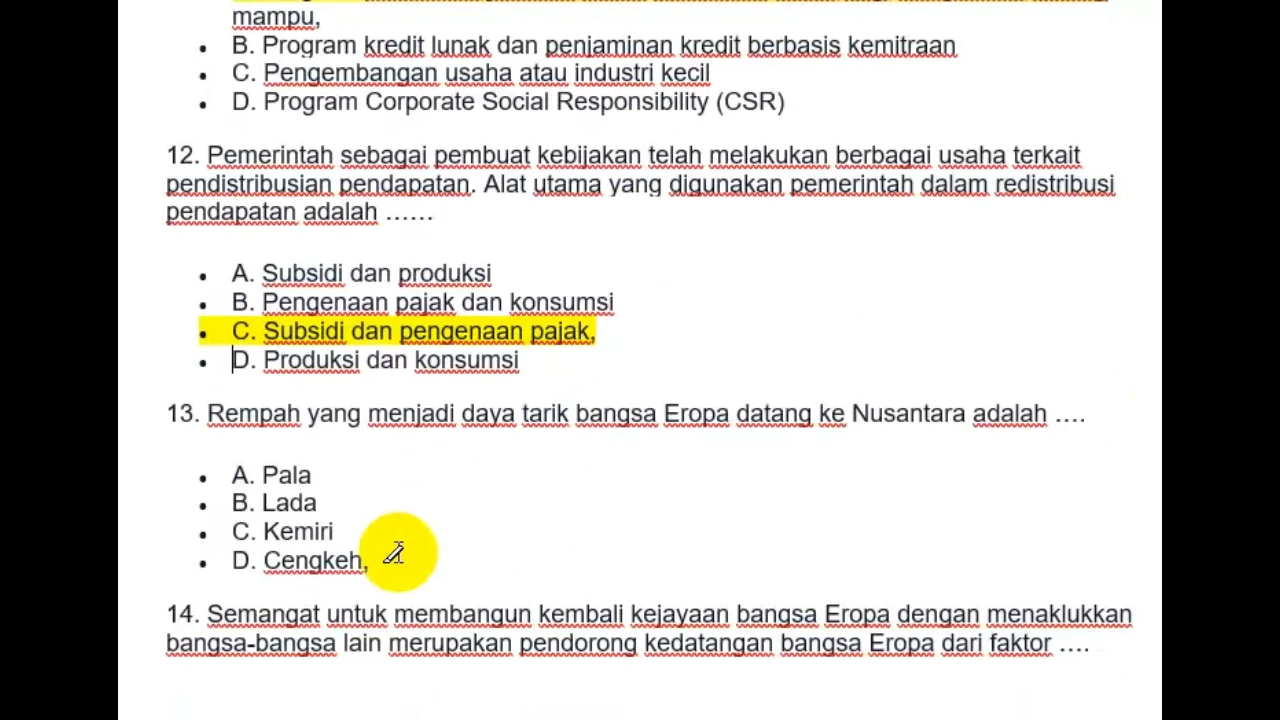 mampu,
• B. Program kredit lunak dan penjaminan kredit berbasis kemitraan
• C. Pengembangan usaha atau industri kecil
• D. Program Corporate Social Responsibility (CSR)
12. Pemerintah sebagai pembuat kebijakan telah melakukan berbagai usaha terkait
pendistribusian pendapatan. Alat utama yang digunakan pemerintah dalam redistribusi
pendapatan adalah ……
• A. Subsidi dan produksi
• B. Pengenaan pajak dan konsumsi
• C. Subsidi dan pengenaan pajak,
• D. Produksi dan konsumsi
13. Rempah yang menjadi daya tarik bangsa Eropa datang ke Nusantara adalah ….
• A. Pala
• B. Lada
• C. Kemiri
• D. Cengkeh,
14. Semangat untuk membangun kembali kejayaan bangsa Eropa dengan menaklukkan
bangsa-bangsa lain merupakan pendorong kedatangan bangsa Eropa dari faktor ….